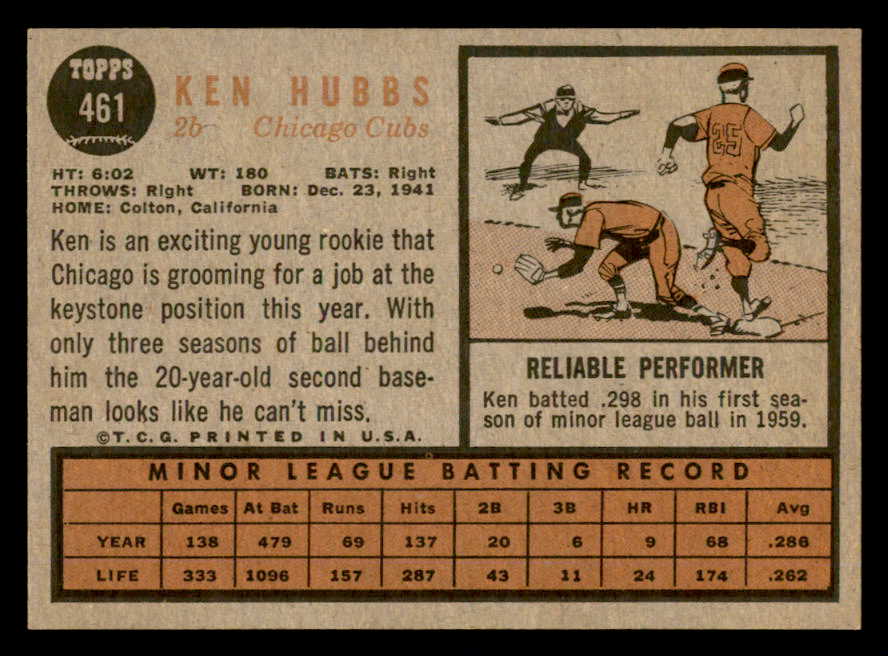 TOPPS
461
KEN HUBBS
2b Chicago Cubs
HT: 6:02 WT: 180 BATS: Right
THROWS: Right BORN: Dec. 23, 1941
HOME: Colton, California
Ken is an exciting young rookie that
Chicago is grooming for a job at the
keystone position this year. With
only three seasons of ball behind
him the 20-year-old second base-
man looks like he can't miss.
©T.C.G. PRINTED IN U.S.A.
25
RELIABLE PERFORMER
Ken batted .298 in his first sea-
son of minor league ball in 1959.
MINOR LEAGUE BATTING RECORD
Games At Bat Runs Hits 2B 3B HR RBI Avg
YEAR 138 479 69 137 20 6 9 68 .286
LIFE 333 1096 157 287 43 11 24 174 .262